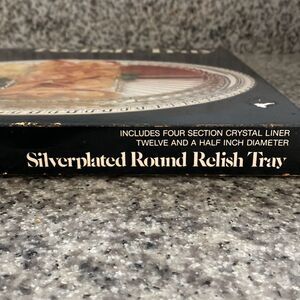 INCLUDES FOUR SECTION CRYSTAL LINER
TWELVE AND A HALF INCH DIAMETER
Silverplated Round Relish Tray